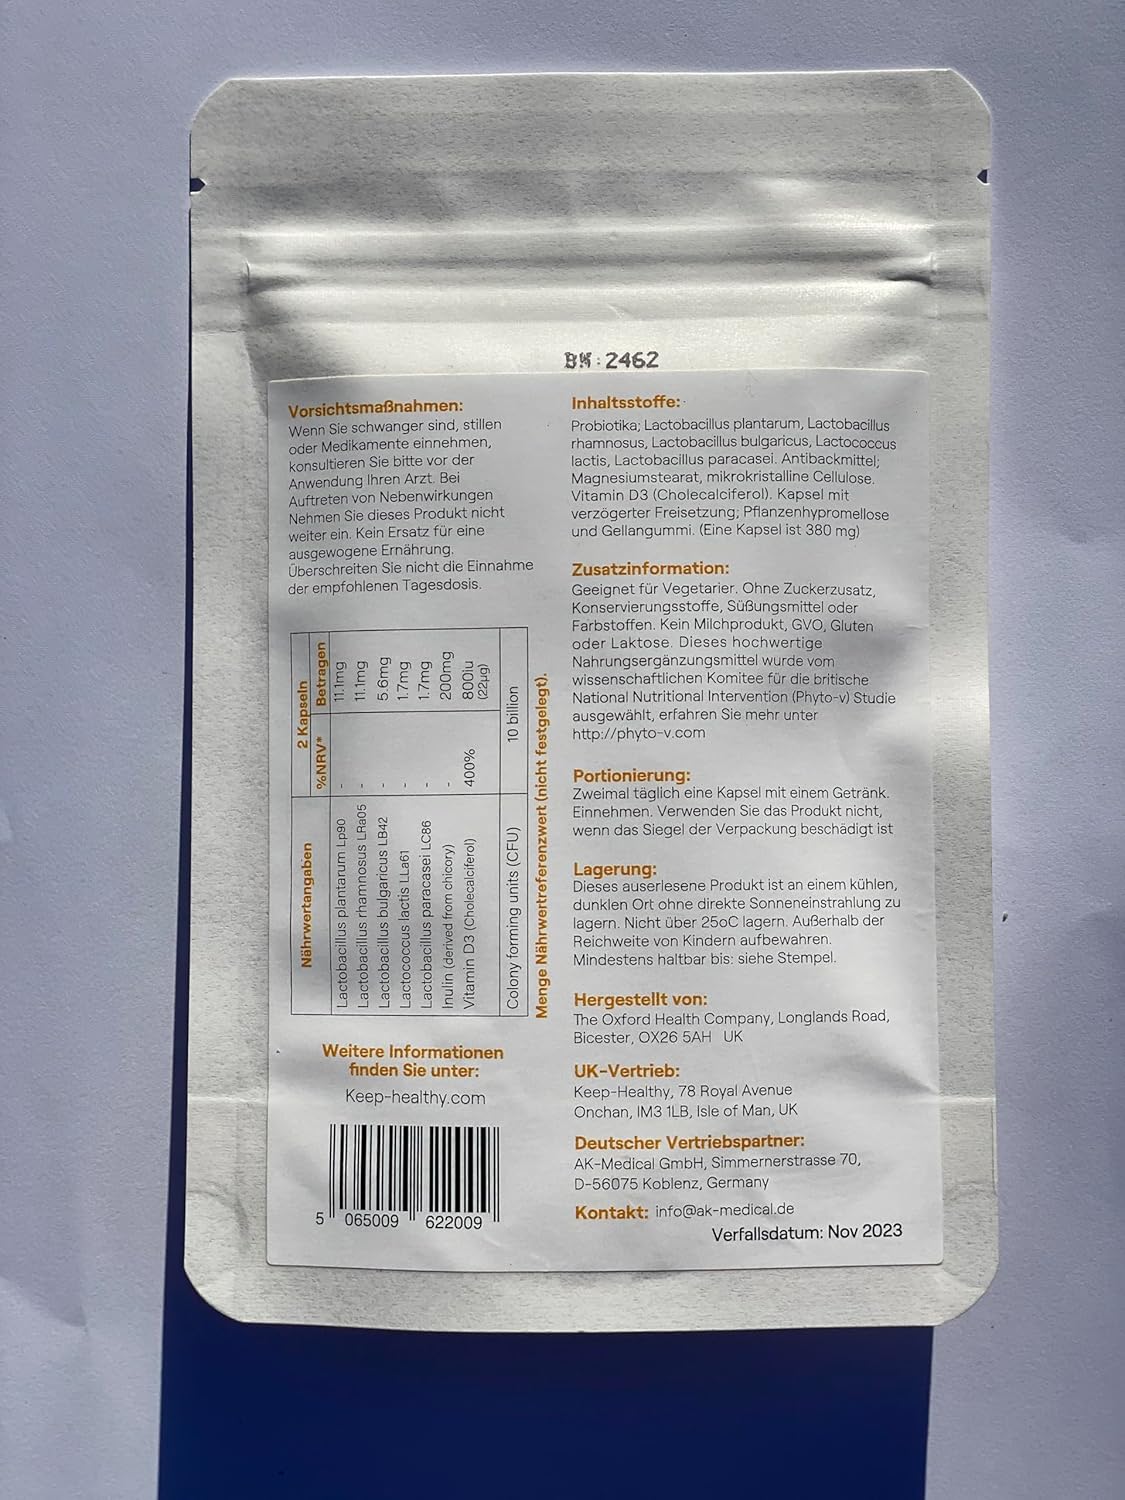 BN:2462
Vorsichtsmaßnahmen:
Wenn Sie schwanger sind, stillen
oder Medikamente einnehmen,
konsultieren Sie bitte vor der
Anwendung Ihren Arzt. Bei
Auftreten von Nebenwirkungen
Nehmen Sie dieses Produkt nicht
weiter ein. Kein Ersatz für eine
ausgewogene Ernährung.
Überschreiten Sie nicht die Einnahme
der empfohlenen Tagesdosis.
Nährwertangaben 2 Kapseln
%NRV* Betragen
Lactobacillus plantarum Lp90 - 11.1mg
Lactobacillus rhamnosus LRa05 - 11.1mg
Lactobacillus bulgaricus LB42 - 5.6mg
Lactococcus lactis LLa61 - 1.7mg
Lactobacillus paracasei LC86 - 1.7mg
Inulin (derived from chicory) - 200mg
Vitamin D3 (Cholecalciferol) 400% 800iu
(22µg)
Colony forming units (CFU) 10 billion
Menge Nährwertreferenzwert (nicht festgelegt).
Weitere Informationen
finden Sie unter:
Keep-healthy.com
5 065009 622009
Inhaltsstoffe:
Probiotika; Lactobacillus plantarum, Lactobacillus
rhamnosus, Lactobacillus bulgaricus, Lactococcus
lactis, Lactobacillus paracasei. Antibackmittel;
Magnesiumstearat, mikrokristalline Cellulose.
Vitamin D3 (Cholecalciferol). Kapsel mit
verzögerter Freisetzung; Pflanzenhypromellose
und Gellangummi. (Eine Kapsel ist 380 mg)
Zusatzinformation:
Geeignet für Vegetarier. Ohne Zuckerzusatz,
Konservierungsstoffe, Süßungsmittel oder
Farbstoffen. Kein Milchprodukt, GVO, Gluten
oder Laktose. Dieses hochwertige
Nahrungsergänzungsmittel wurde vom
wissenschaftlichen Komitee für die britische
National Nutritional Intervention (Phyto-v) Studie
ausgewählt, erfahren Sie mehr unter
http://phyto-v.com
Portionierung:
Zweimal täglich eine Kapsel mit einem Getränk.
Einnehmen. Verwenden Sie das Produkt nicht,
wenn das Siegel der Verpackung beschädigt ist
Lagerung:
Dieses auserlesene Produkt ist an einem kühlen,
dunklen Ort ohne direkte Sonneneinstrahlung zu
lagern. Nicht über 25oC lagern. Außerhalb der
Reichweite von Kindern aufbewahren.
Mindestens haltbar bis: siehe Stempel.
Hergestellt von:
The Oxford Health Company, Longlands Road,
Bicester, OX26 5AH UK
UK-Vertrieb:
Keep-Healthy, 78 Royal Avenue
Onchan, IM3 1LB, Isle of Man, UK
Deutscher Vertriebspartner:
AK-Medical GmbH, Simmernerstrasse 70,
D-56075 Koblenz, Germany
Kontakt: info@ak-medical.de
Verfallsdatum: Nov 2023